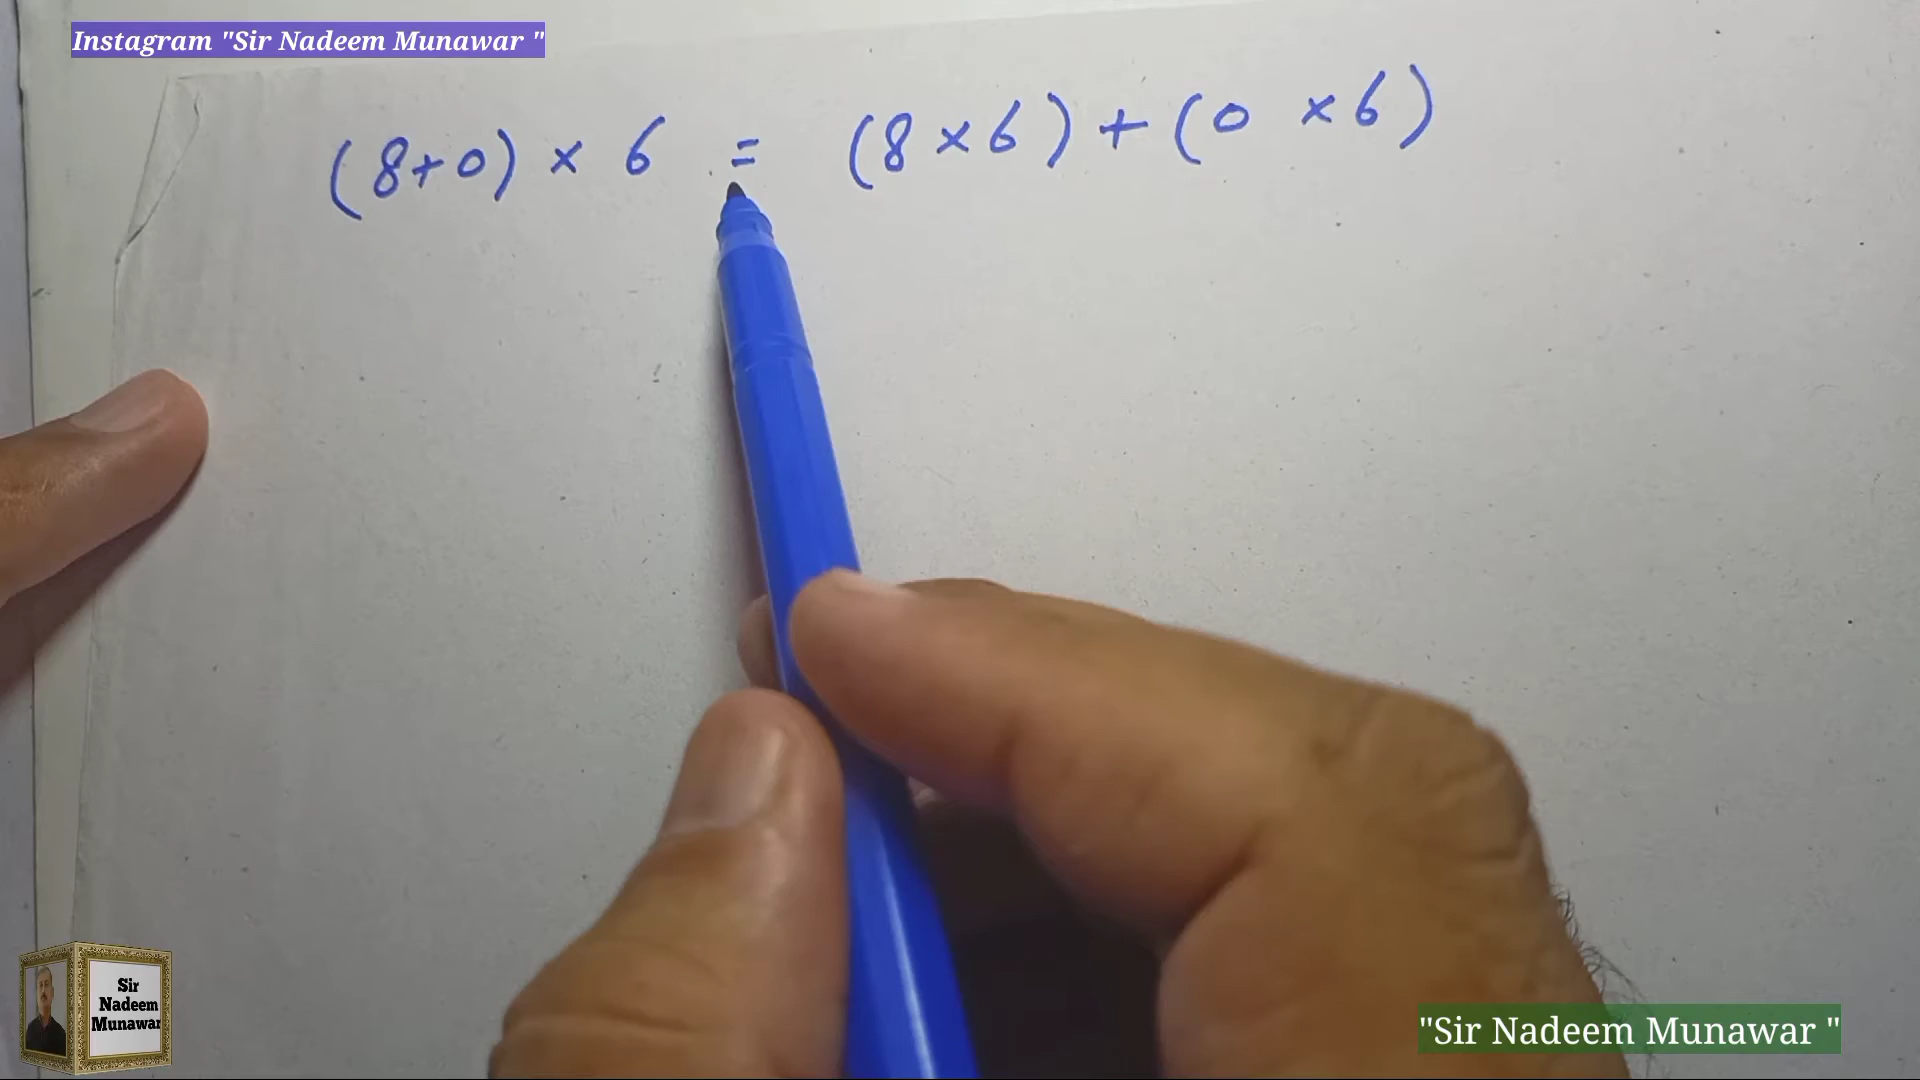 Instagram "Sir Nadeem Munawar "
(8+0) × 6 = (8 × 6) + (0 × 6)
Sir
Nadeem
Munawar
"Sir Nadeem Munawar "